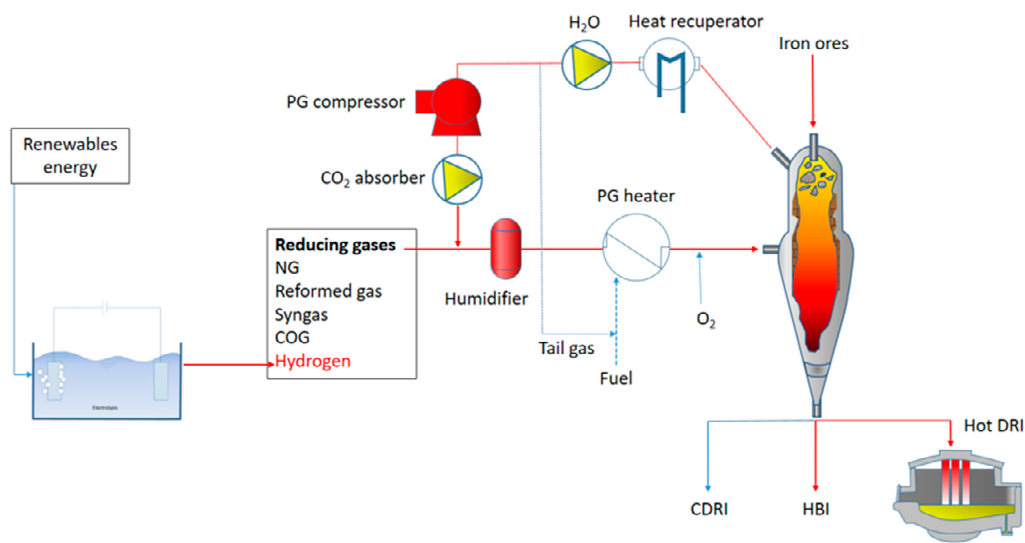 H₂O
Heat recuperator
Iron ores
PG compressor
Renewables
energy
CO₂ absorber
PG heater
Reducing gases
NG
Reformed gas
Syngas
COG
Hydrogen
Humidifier
O₂
Tail gas
Fuel
Electrolysis
Hot DRI
CDRI
HBI